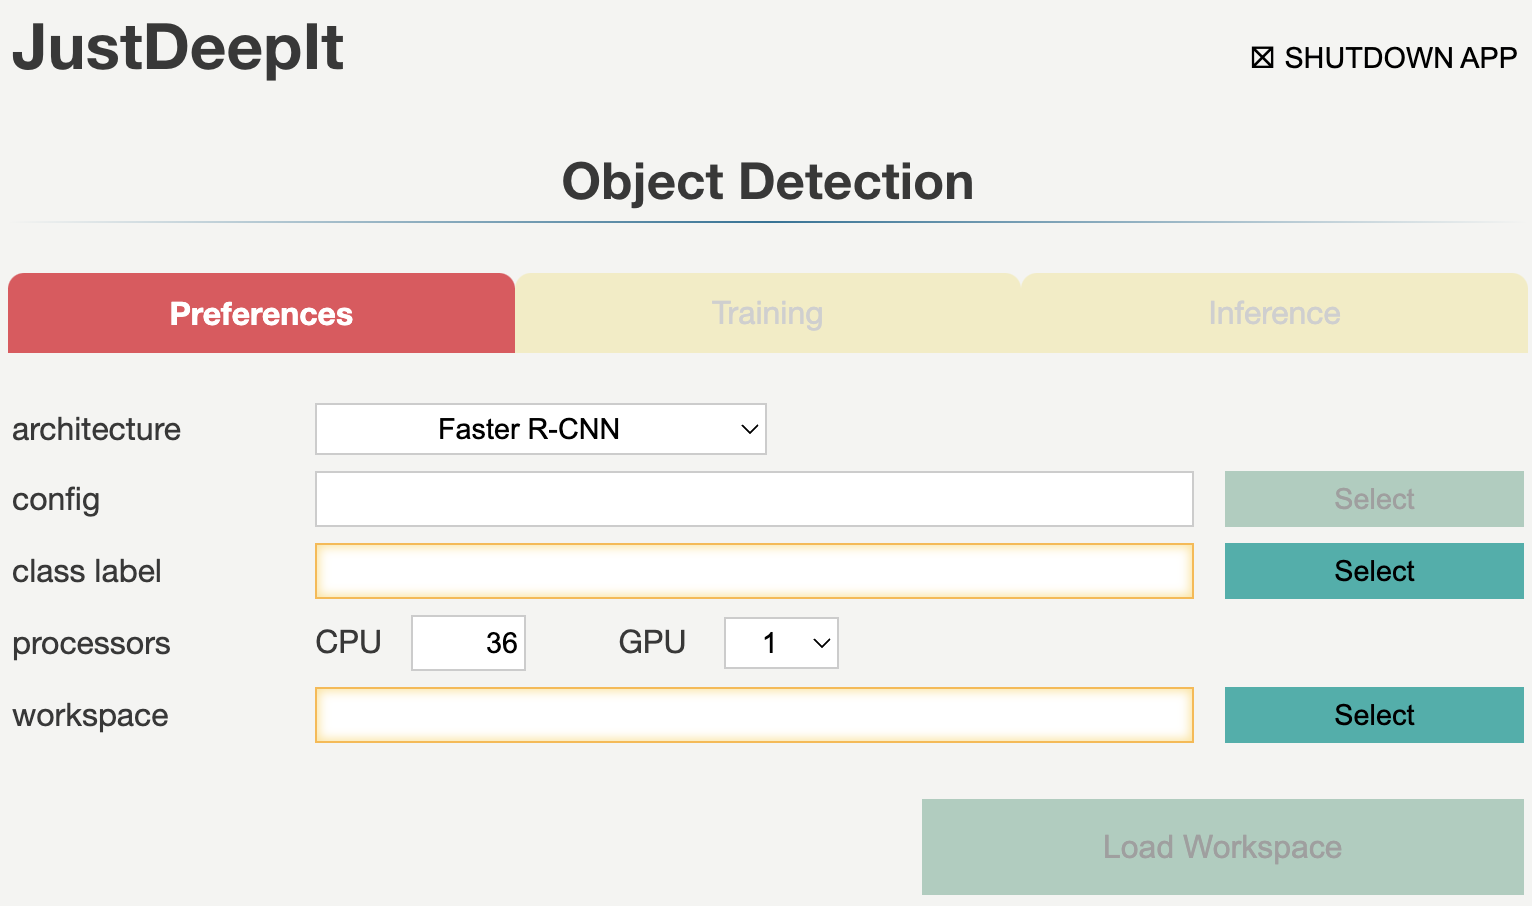 JustDeepIt
☒ SHUTDOWN APP
Object Detection
Preferences
Training
Inference
architecture
Faster R-CNN
config
Select
class label
Select
processors
CPU
36
GPU
1
workspace
Select
Load Workspace